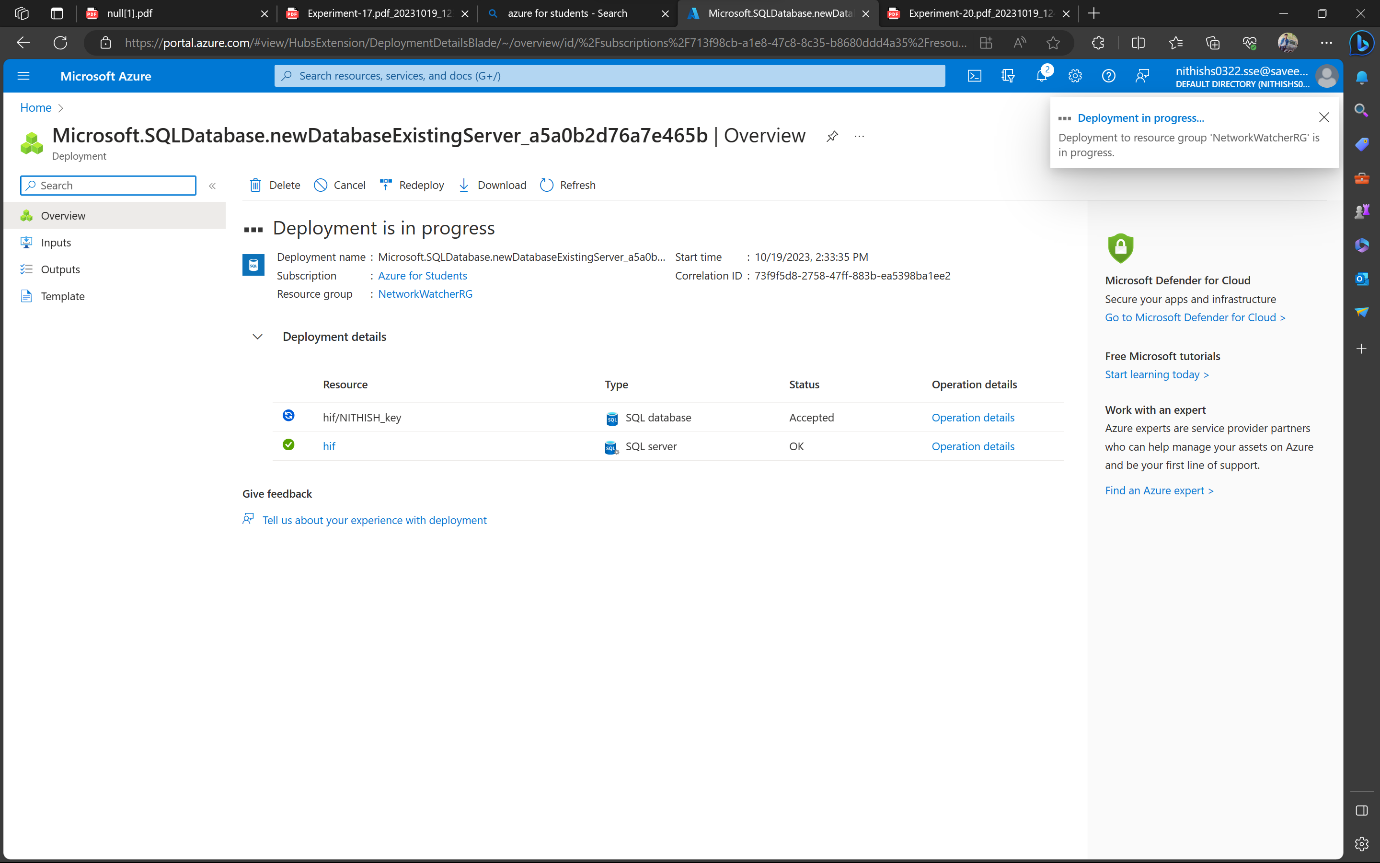 null[1].pdf
Experiment-17.pdf_20231019_12
azure for students - Search
Microsoft.SQLDatabase.newData
Experiment-20.pdf_20231019_12
https://portal.azure.com/#view/HubsExtension/DeploymentDetailsBlade/~/overview/id/%2Fsubscriptions%2F713f98cb-a1e8-47c8-8c35-b8680ddd4a35%2Fresou...
Microsoft Azure
Search resources, services, and docs (G+/)
2
nithishs0322.sse@savee...
DEFAULT DIRECTORY (NITHISHS0...
Home
Deployment in progress...
Deployment to resource group 'NetworkWatcherRG' is
in progress.
Microsoft.SQLDatabase.newDatabaseExistingServer_a5a0b2d76a7e465b | Overview
Deployment
Search
Delete
Cancel
Redeploy
Download
Refresh
Overview
Inputs
Outputs
Template
Deployment is in progress
Deployment name : Microsoft.SQLDatabase.newDatabaseExistingServer_a5a0b...
Subscription : Azure for Students
Resource group : NetworkWatcherRG
Start time : 10/19/2023, 2:33:35 PM
Correlation ID : 73f9f5d8-2758-47ff-883b-ea5398ba1ee2
Deployment details
Resource Type Status Operation details
hif/NITHISH_key SQL database Accepted Operation details
hif SQL server OK Operation details
Give feedback
Tell us about your experience with deployment
Microsoft Defender for Cloud
Secure your apps and infrastructure
Go to Microsoft Defender for Cloud >
Free Microsoft tutorials
Start learning today >
Work with an expert
Azure experts are service provider partners
who can help manage your assets on Azure
and be your first line of support.
Find an Azure expert >